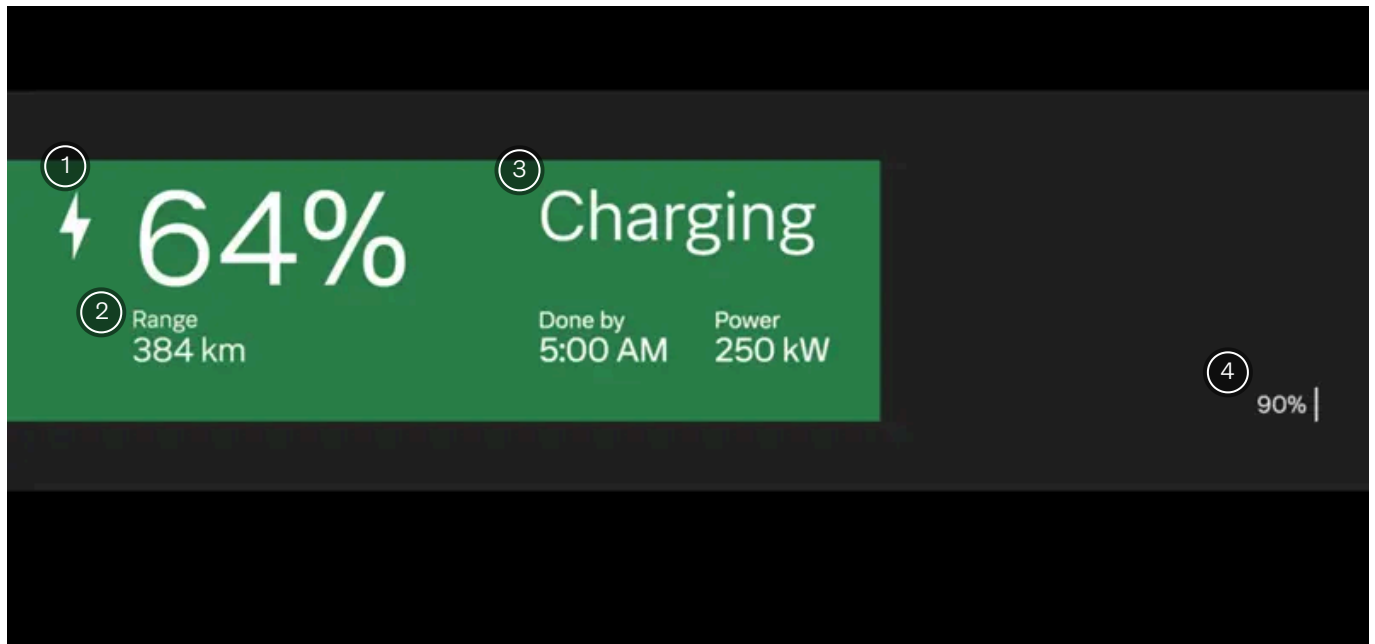 1
64%
2
Range
384 km
3
Charging
Done by
5:00 AM
Power
250 kW
4
90%